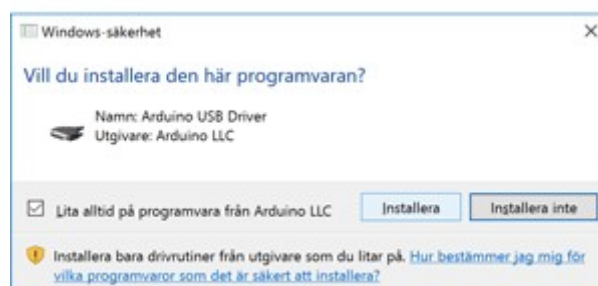 Windows-säkerhet
Vill du installera den här programvaran?
Namn: Arduino USB Driver
Utgivare: Arduino LLC
Lita alltid på programvara från Arduino LLC
Installera
Installera inte
Installera bara drivrutiner från utgivare som du litar på. Hur bestämmer jag mig för
vilka programvaror som det är säkert att installera?